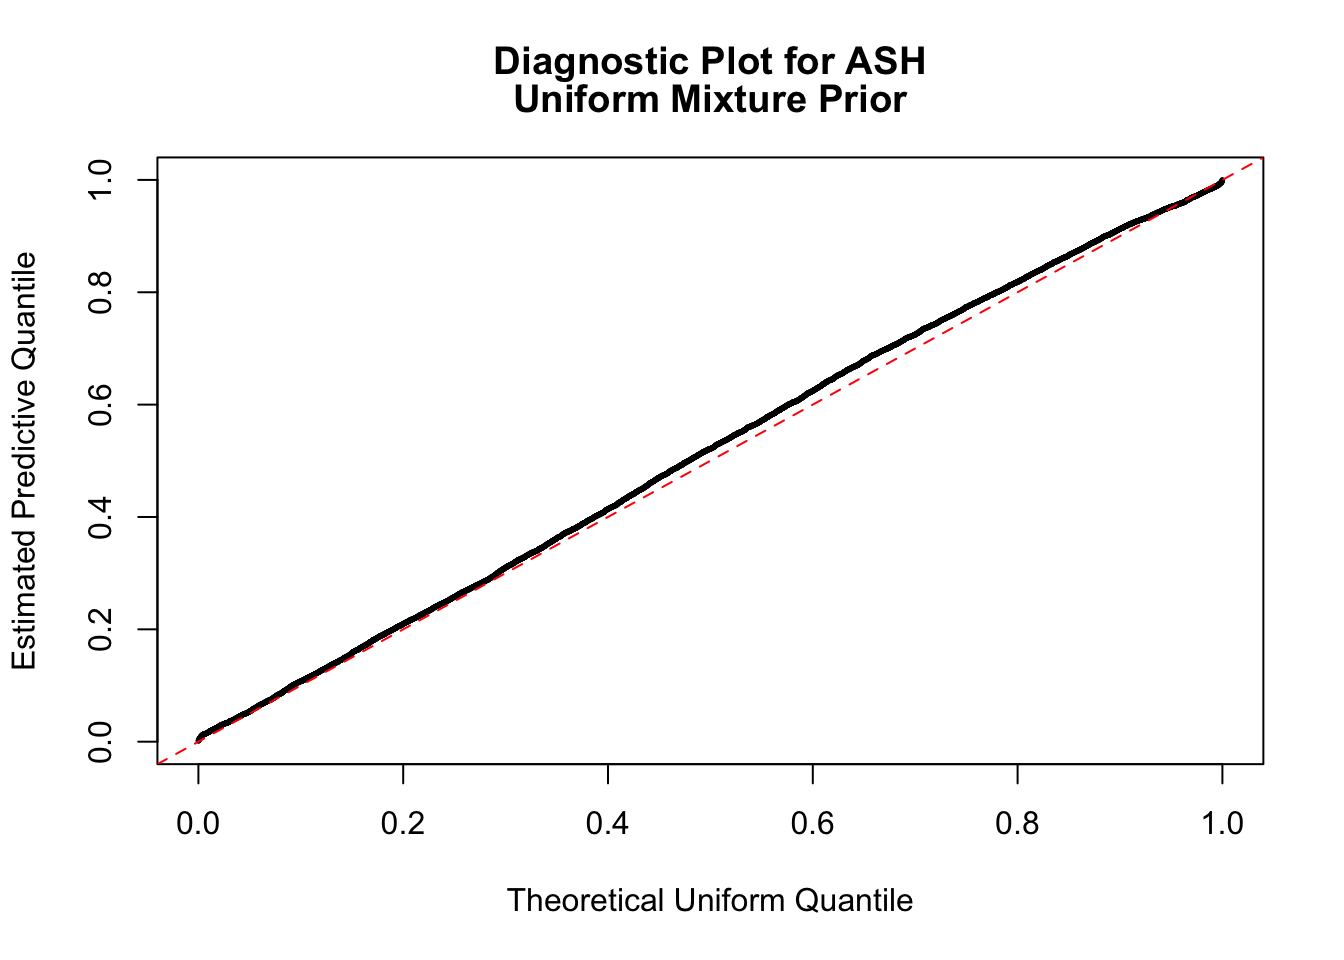 Diagnostic Plot for ASH
Uniform Mixture Prior
Estimated Predictive Quantile
1.0
0.8
0.6
0.4
0.2
0.0
0.0 0.2 0.4 0.6 0.8 1.0
Theoretical Uniform Quantile